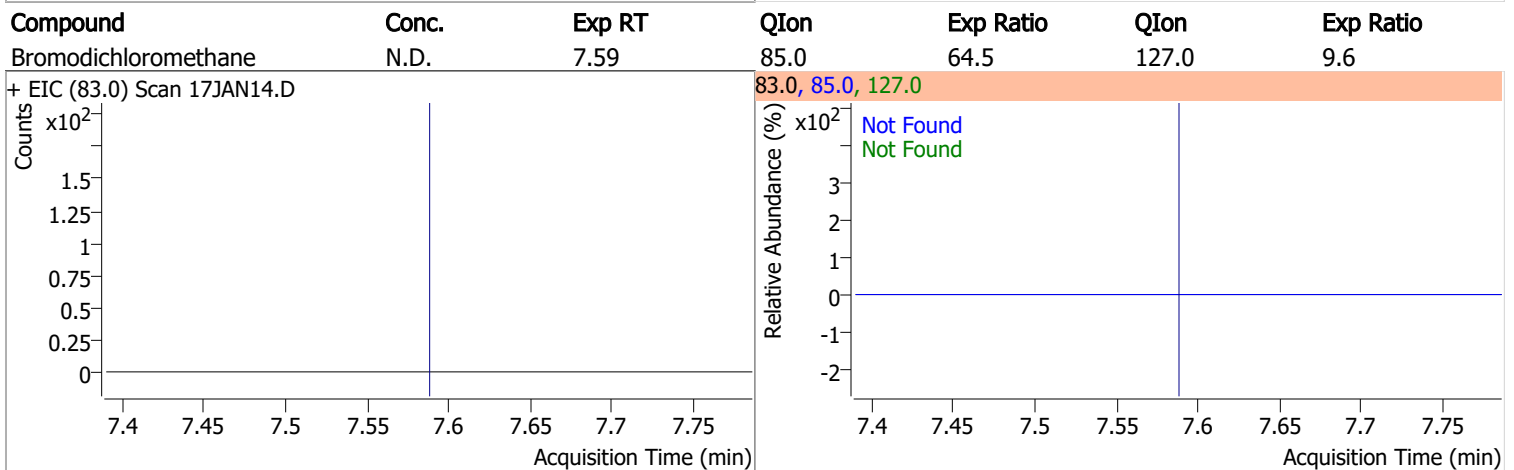 Compound Conc. Exp RT QIon Exp Ratio QIon Exp Ratio
Bromodichloromethane N.D. 7.59 85.0 64.5 127.0 9.6
+ EIC (83.0) Scan 17JAN14.D
Counts
x10²
1.5
1.25
1
0.75
0.5
0.25
0
7.4 7.45 7.5 7.55 7.6 7.65 7.7 7.75
Acquisition Time (min)
83.0, 85.0, 127.0
Relative Abundance (%)
x10²
Not Found
Not Found
3
2
1
0
-1
-2
7.4 7.45 7.5 7.55 7.6 7.65 7.7 7.75
Acquisition Time (min)